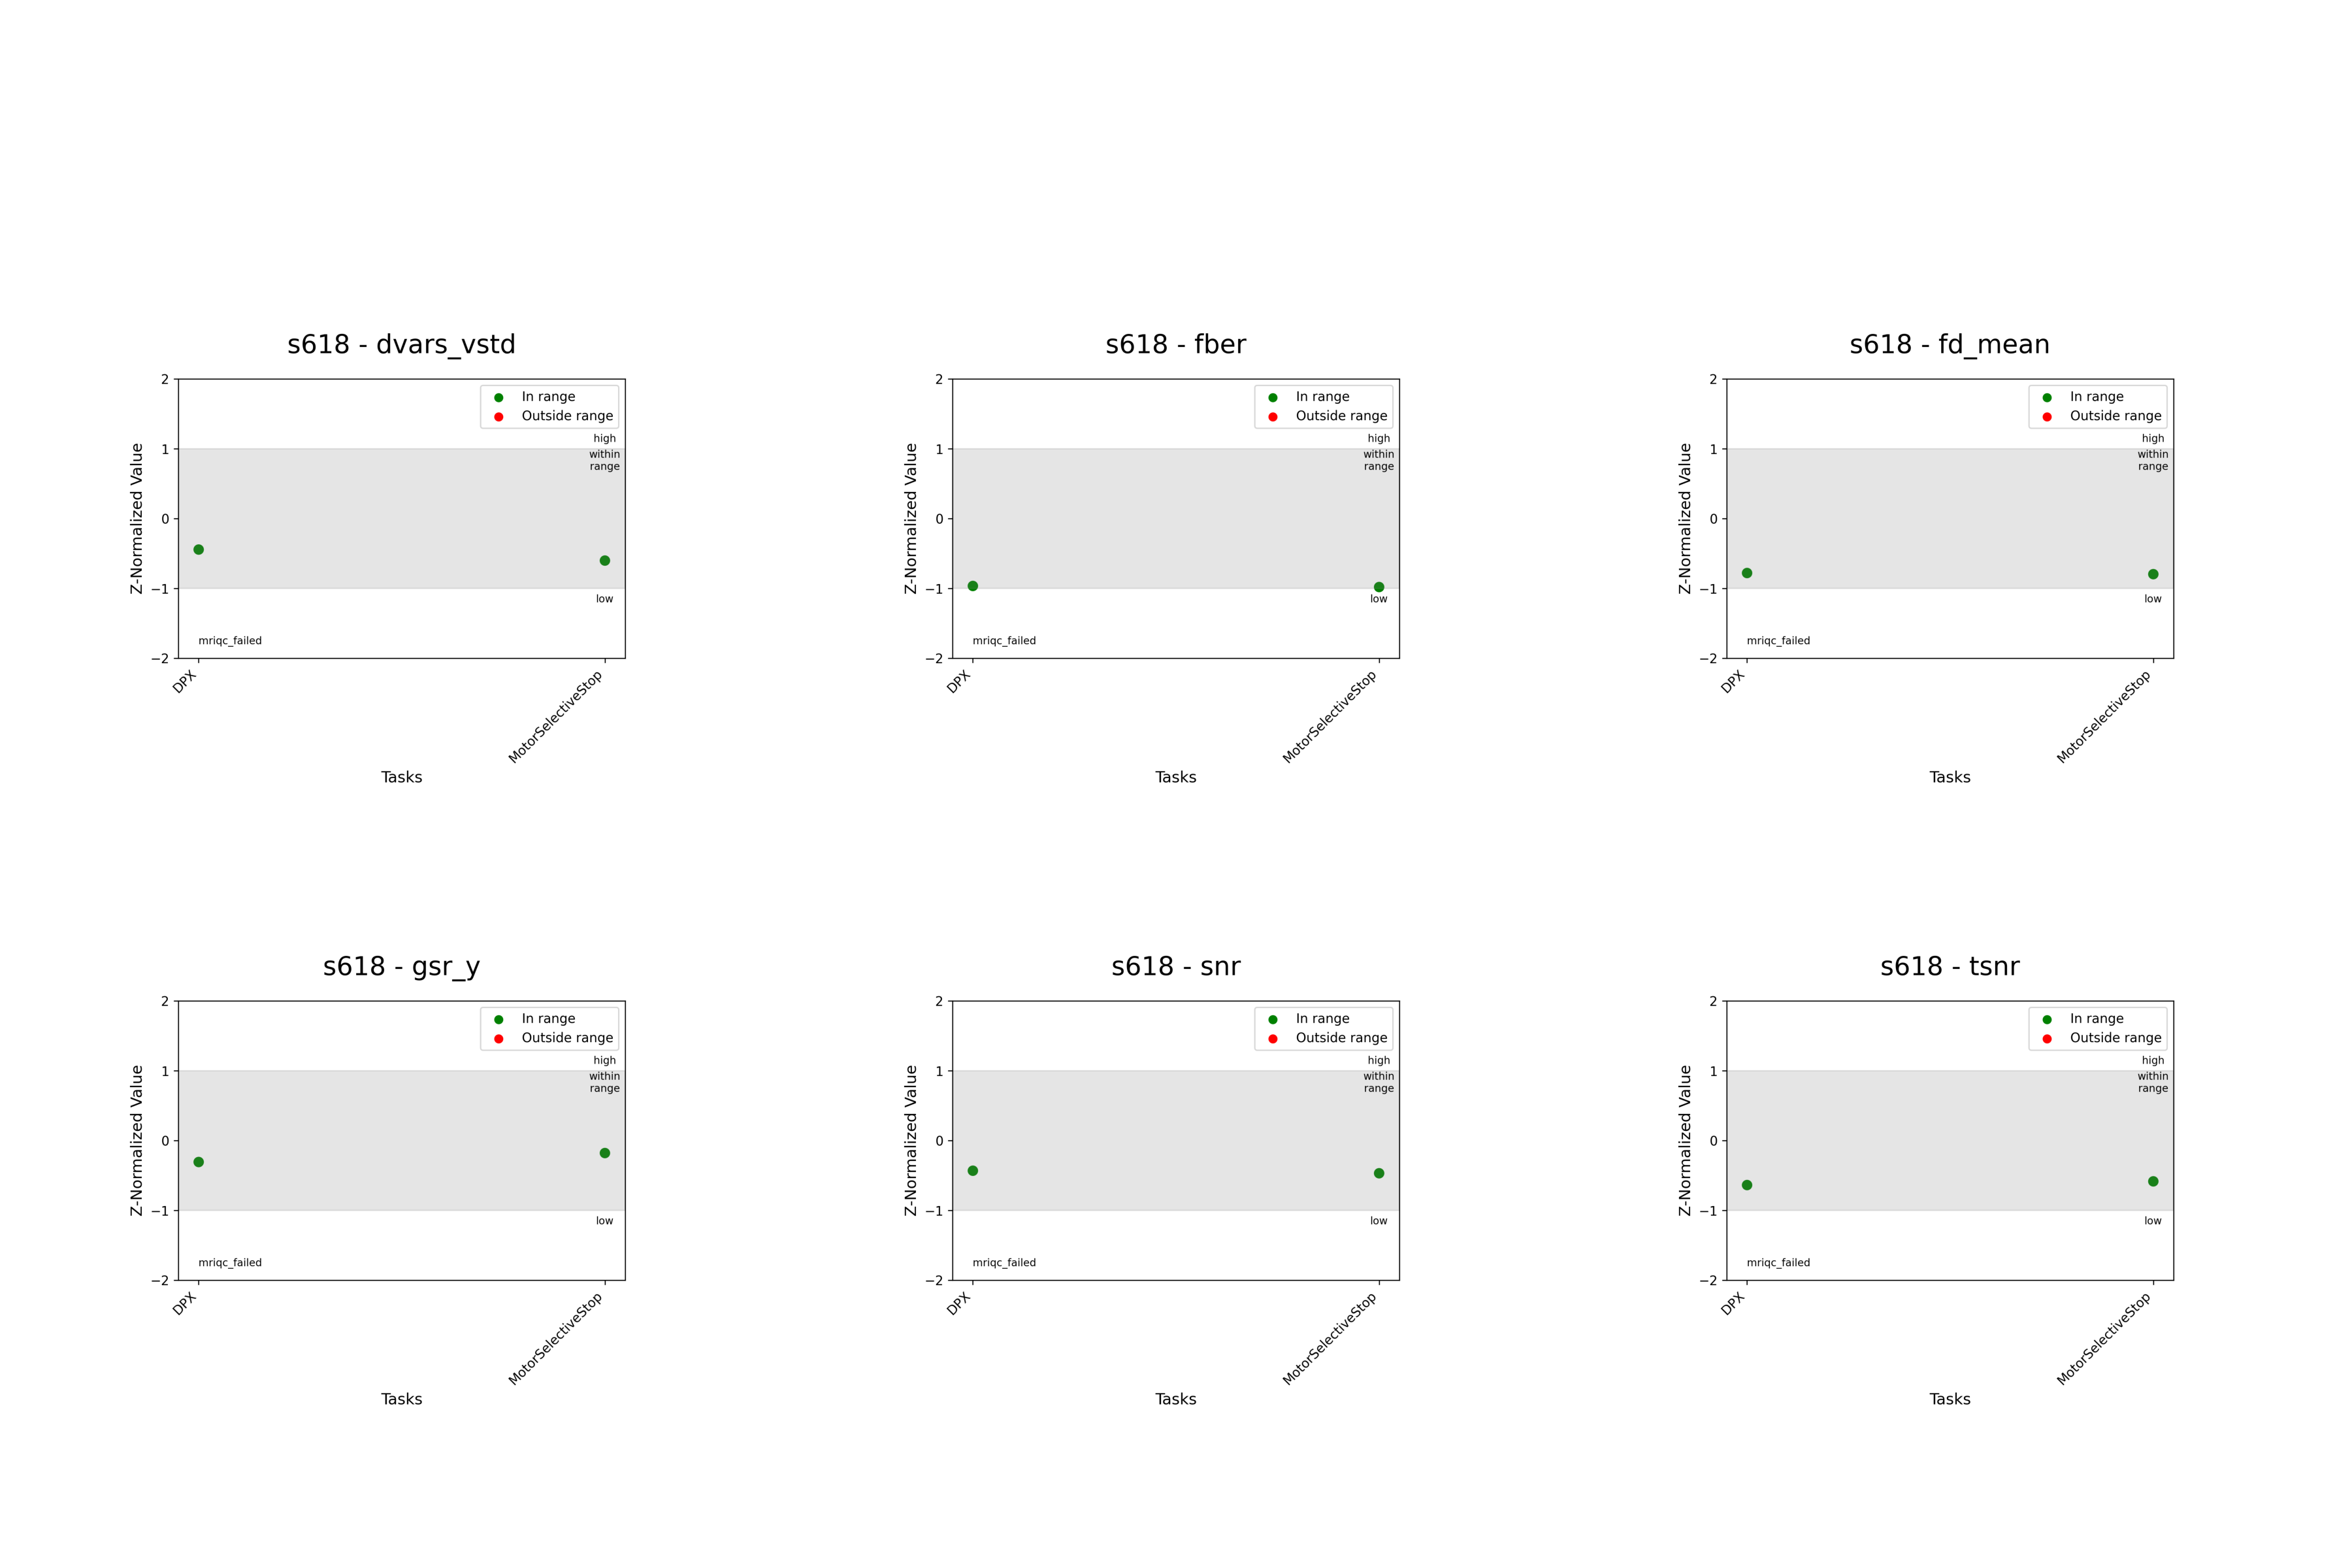 s618 - dvars_vstd
2
In range
Outside range
high
1
within
range
Z-Normalized Value
0
−1
low
mriqc_failed
−2
DPX
MotorSelectiveStop
Tasks
s618 - fber
2
In range
Outside range
high
1
within
range
Z-Normalized Value
0
−1
low
mriqc_failed
−2
DPX
MotorSelectiveStop
Tasks
s618 - fd_mean
2
In range
Outside range
high
1
within
range
Z-Normalized Value
0
−1
low
mriqc_failed
−2
DPX
MotorSelectiveStop
Tasks
s618 - gsr_y
2
In range
Outside range
high
1
within
range
Z-Normalized Value
0
−1
low
mriqc_failed
−2
DPX
MotorSelectiveStop
Tasks
s618 - snr
2
In range
Outside range
high
1
within
range
Z-Normalized Value
0
−1
low
mriqc_failed
−2
DPX
MotorSelectiveStop
Tasks
s618 - tsnr
2
In range
Outside range
high
1
within
range
Z-Normalized Value
0
−1
low
mriqc_failed
−2
DPX
MotorSelectiveStop
Tasks